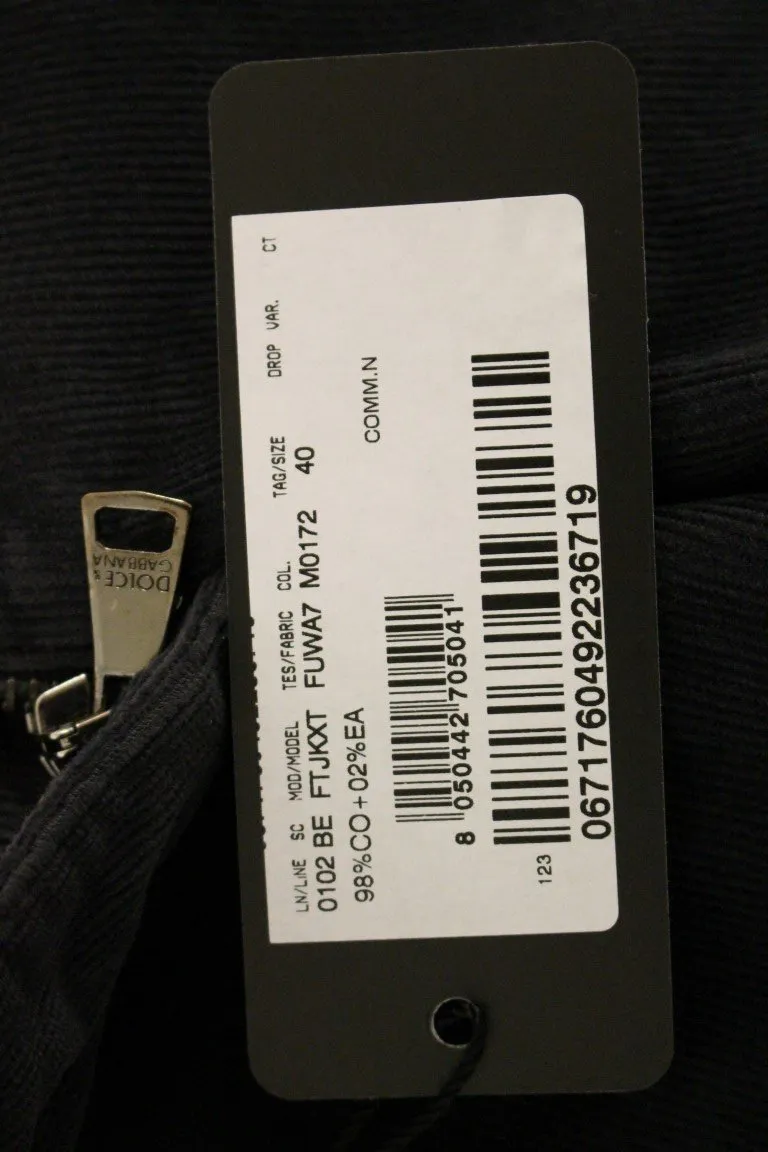 LN/LINE SC MOD/MODEL TES/FABRIC COL. TAG/SIZE DROP VAR. CT
0102 BE FTJKXT FUWA7 M0172 40
98%CO+02%EA COMM.N
8 050442 705041
123
0671760492236719
DOLCE &
GABBANA